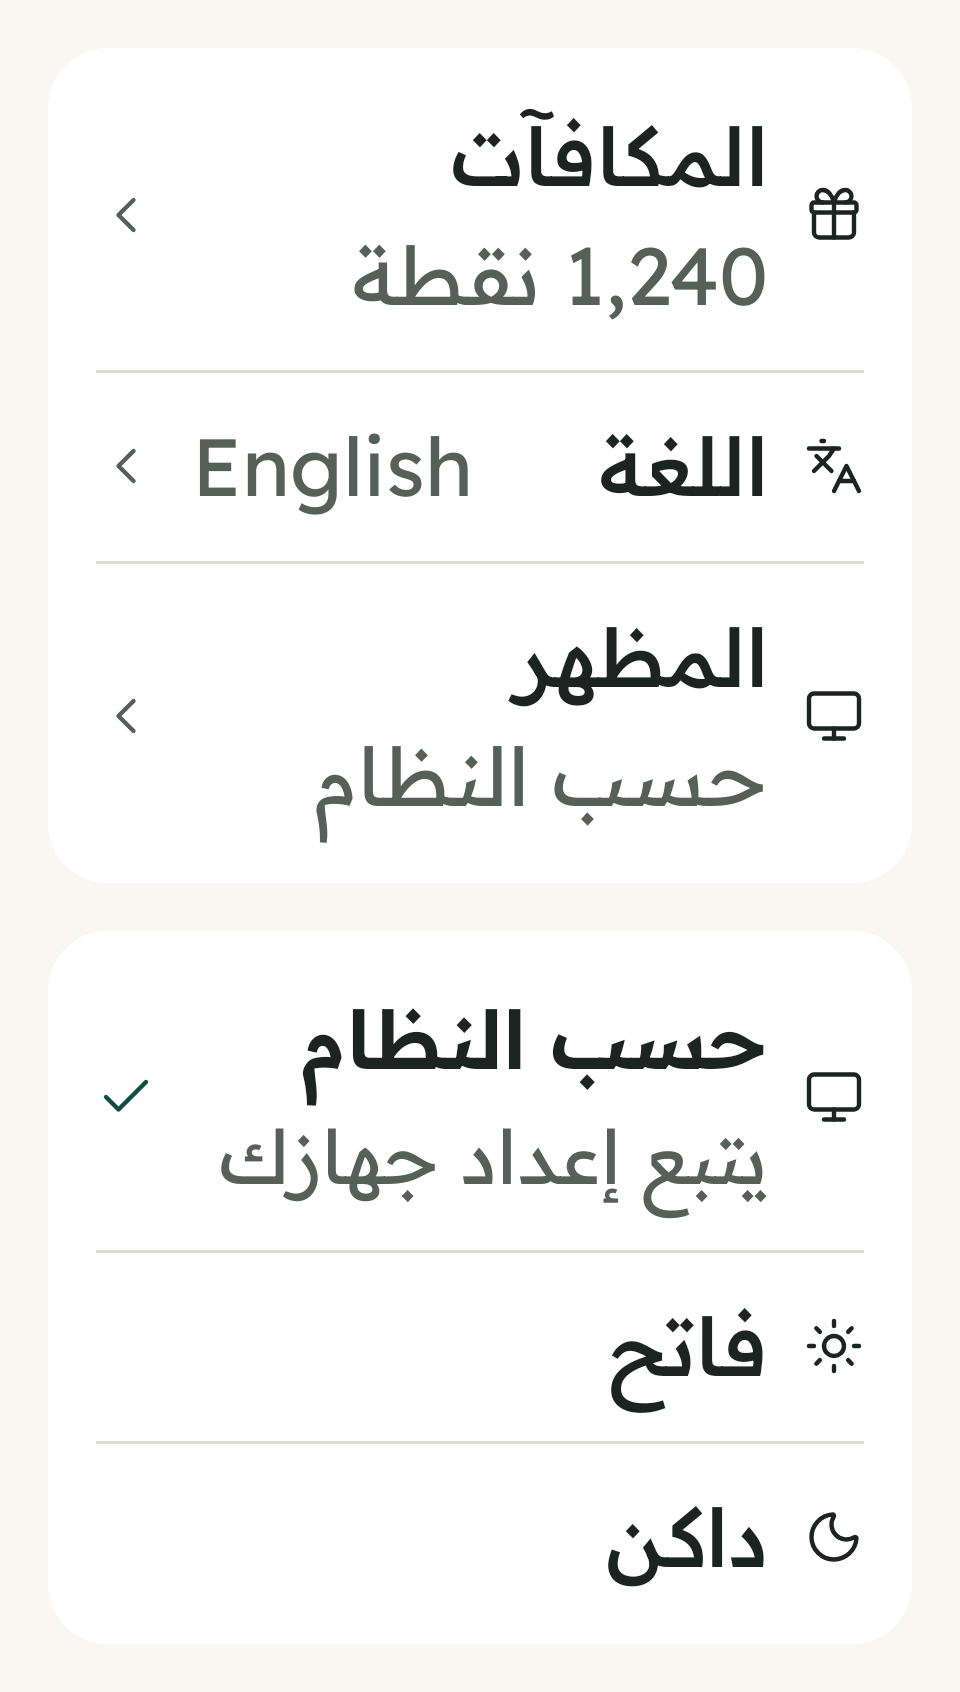 المكافآت
1,240 نقطة
اللغة English
المظهر
حسب النظام
حسب النظام
يتبع إعداد جهازك
فاتح
داكن